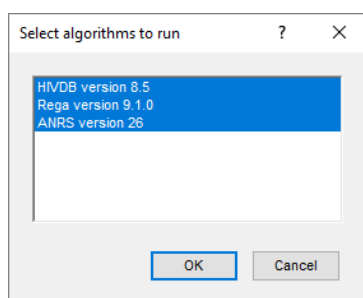 Select algorithms to run ?
HIVDB version 8.5
Rega version 9.1.0
ANRS version 26
OK Cancel